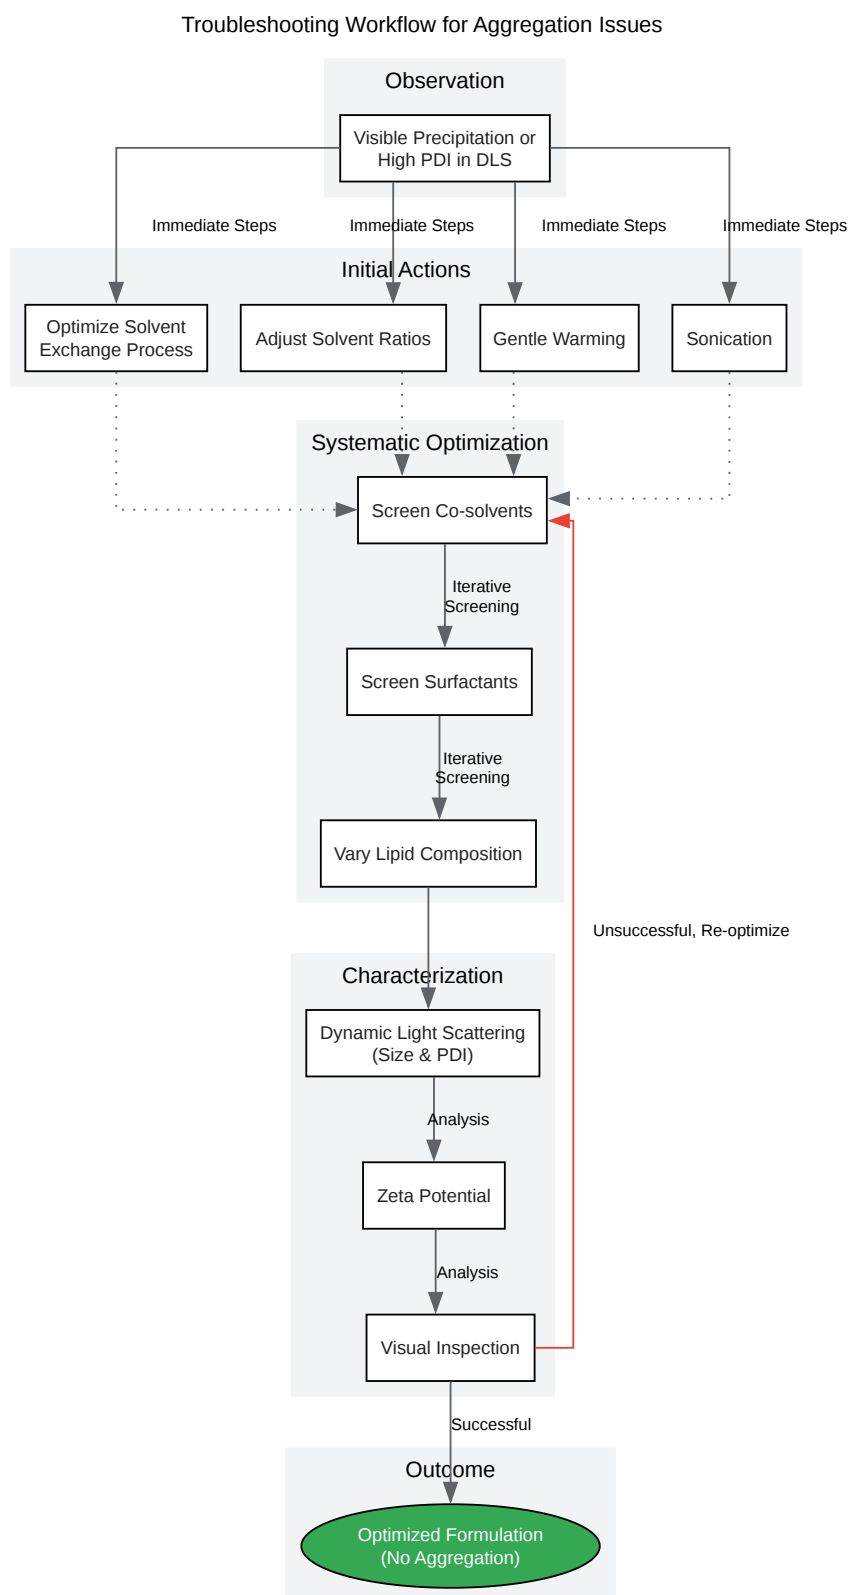 Troubleshooting Workflow for Aggregation Issues
Observation
Visible Precipitation or
High PDI in DLS
Immediate Steps
Immediate Steps
Immediate Steps
Immediate Steps
Initial Actions
Optimize Solvent
Exchange Process
Adjust Solvent Ratios
Gentle Warming
Sonication
Systematic Optimization
Screen Co-solvents
Iterative
Screening
Screen Surfactants
Iterative
Screening
Vary Lipid Composition
Unsuccessful, Re-optimize
Characterization
Dynamic Light Scattering
(Size & PDI)
Analysis
Zeta Potential
Analysis
Visual Inspection
Successful
Outcome
Optimized Formulation
(No Aggregation)